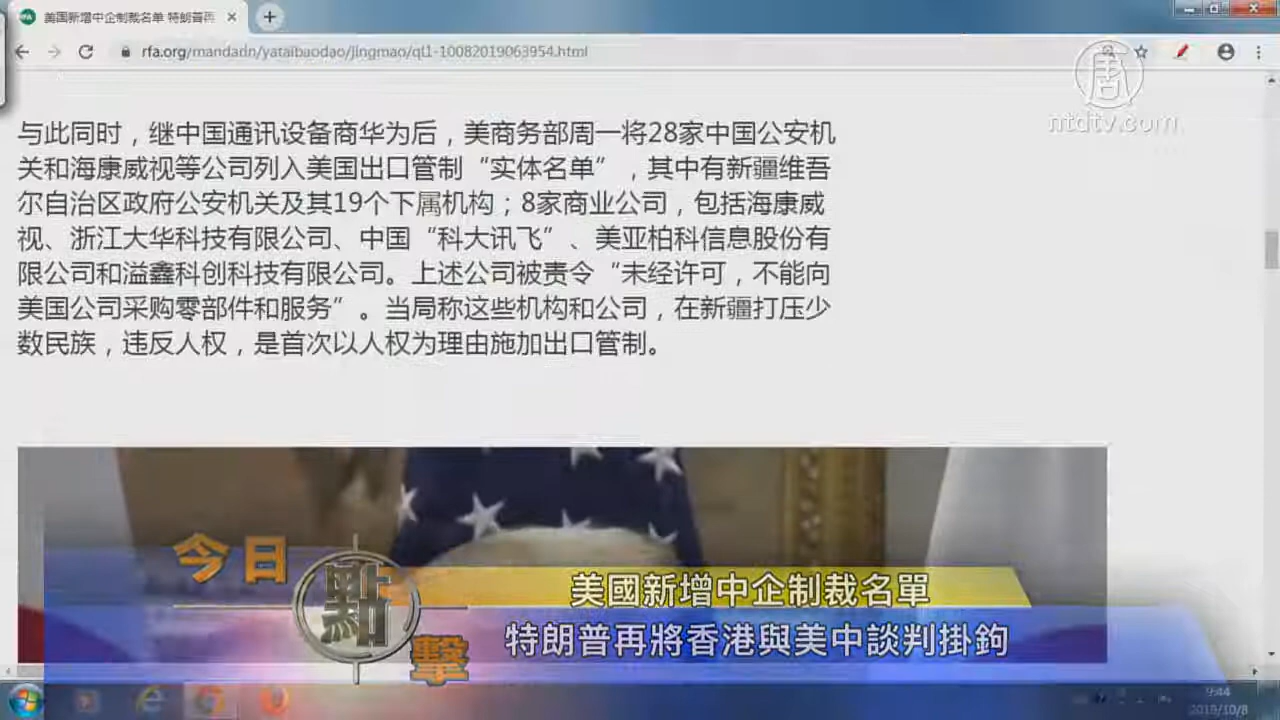 美国新增中企制裁名单 特朗普再
rfa.org/mandarin/yataibaodao/jingmao/ql1-10082019063954.html
唐
ntdtv.com
与此同时，继中国通讯设备商华为后，美商务部周一将28家中国公安机
关和海康威视等公司列入美国出口管制“实体名单”，其中有新疆维吾
尔自治区政府公安机关及其19个下属机构；8家商业公司，包括海康威
视、浙江大华科技有限公司、中国“科大讯飞”、美亚柏科信息股份有
限公司和溢鑫科创科技有限公司。上述公司被责令“未经许可，不能向
美国公司采购零部件和服务”。当局称这些机构和公司，在新疆打压少
数民族，违反人权，是首次以人权为理由施加出口管制。
今日
點
擊
美國新增中企制裁名單
特朗普再將香港與美中談判掛鉤
9:44
2019/10/8